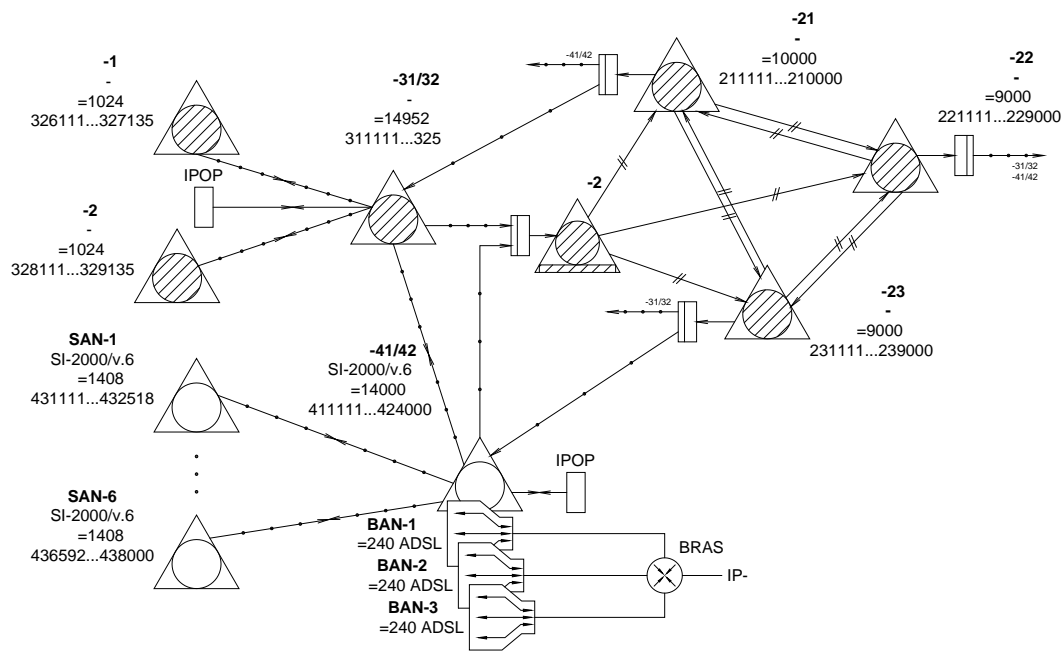 -1
-
=1024
326111...327135
IPOP
-2
-
=1024
328111...329135
-31/32
-
=14952
311111...325
-41/42
-21
-
=10000
211111...210000
-22
-
=9000
221111...229000
-31/32
-41/42
-2
-31/32
-23
-
=9000
231111...239000
SAN-1
SI-2000/v.6
=1408
431111...432518
-41/42
SI-2000/v.6
=14000
411111...424000
IPOP
SAN-6
SI-2000/v.6
=1408
436592...438000
BAN-1
=240 ADSL
BAN-2
=240 ADSL
BAN-3
=240 ADSL
BRAS
IP-